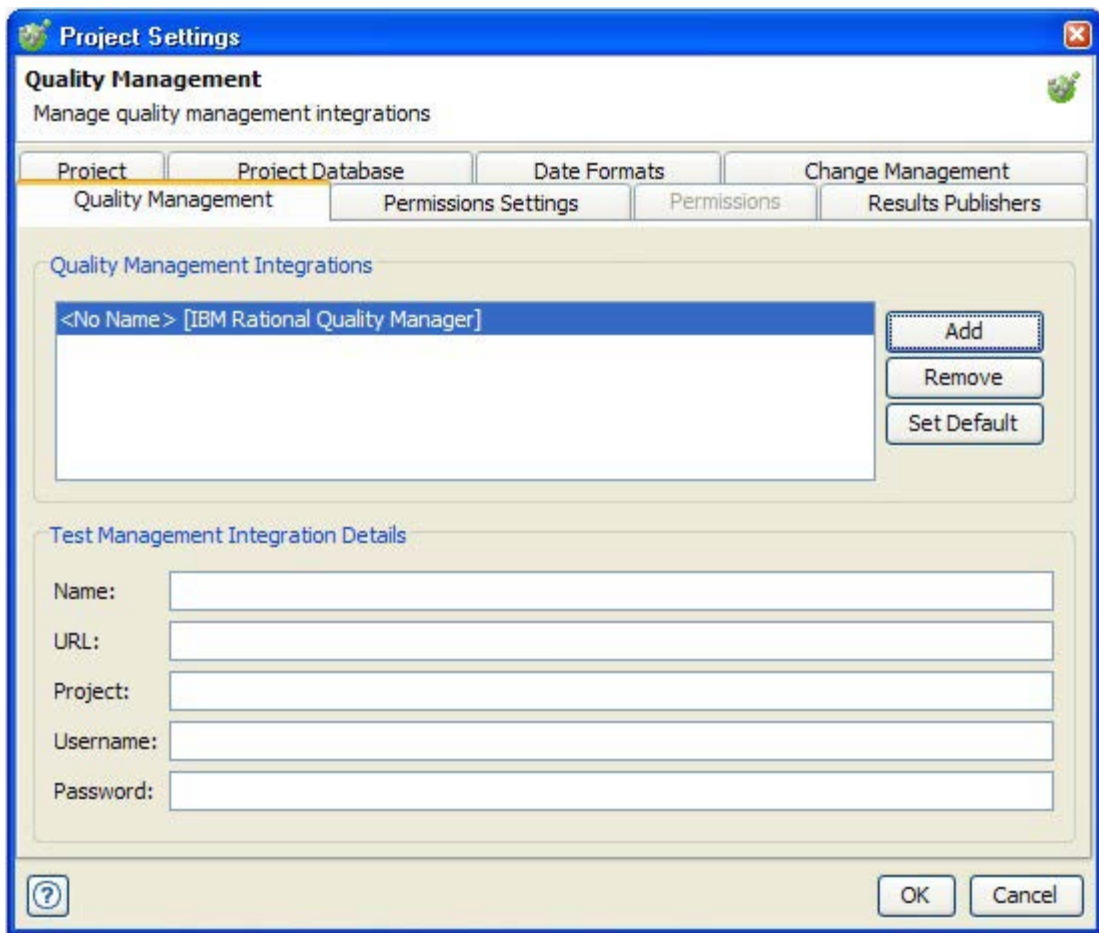 Project Settings
Quality Management
Manage quality management integrations
Project Project Database Date Formats Change Management
Quality Management Permissions Settings Permissions Results Publishers
Quality Management Integrations
<No Name> [IBM Rational Quality Manager]
Add
Remove
Set Default
Test Management Integration Details
Name:
URL:
Project:
Username:
Password:
? OK Cancel